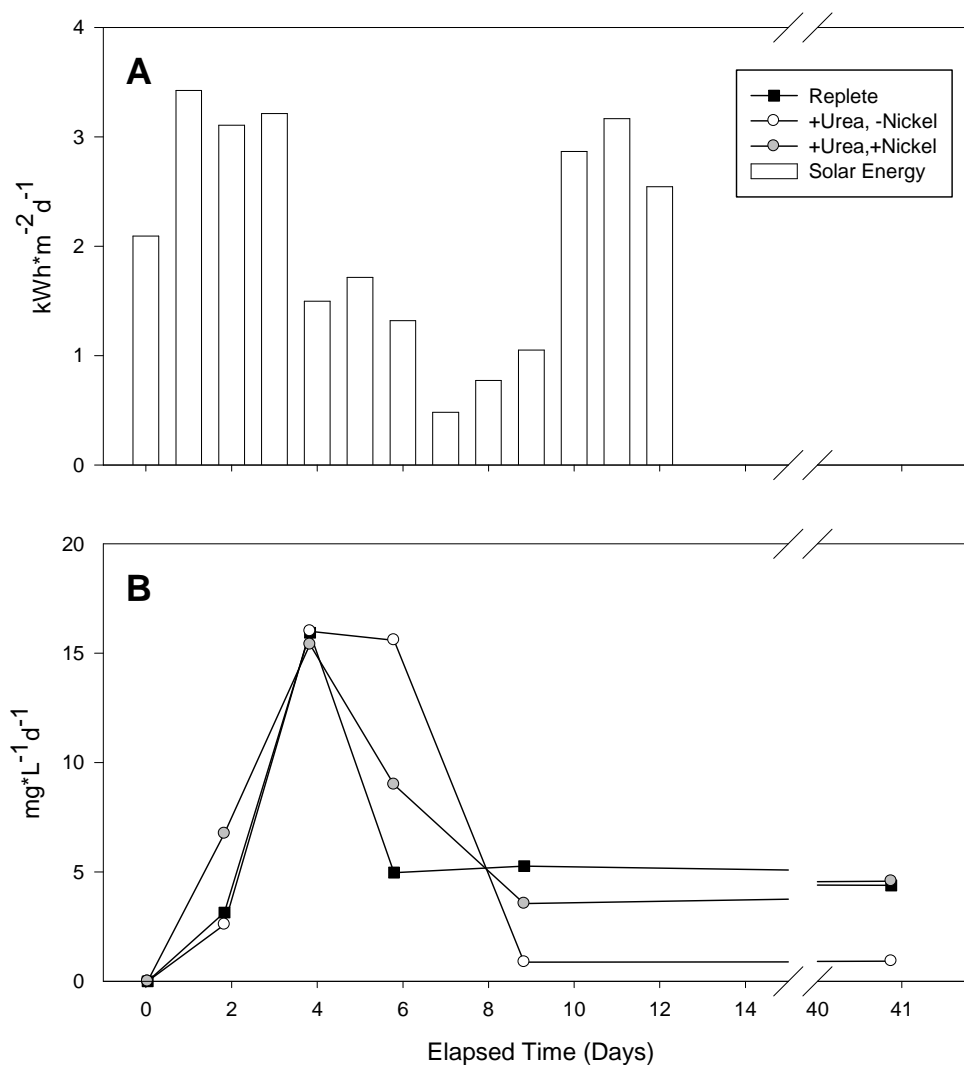 4
A
Replete
+Urea, -Nickel
+Urea,+Nickel
Solar Energy
3
2
1
0
kWh*m-2d-1
20
B
15
10
5
0
mg*L-1d-1
0 2 4 6 8 10 12 14 40 41
Elapsed Time (Days)